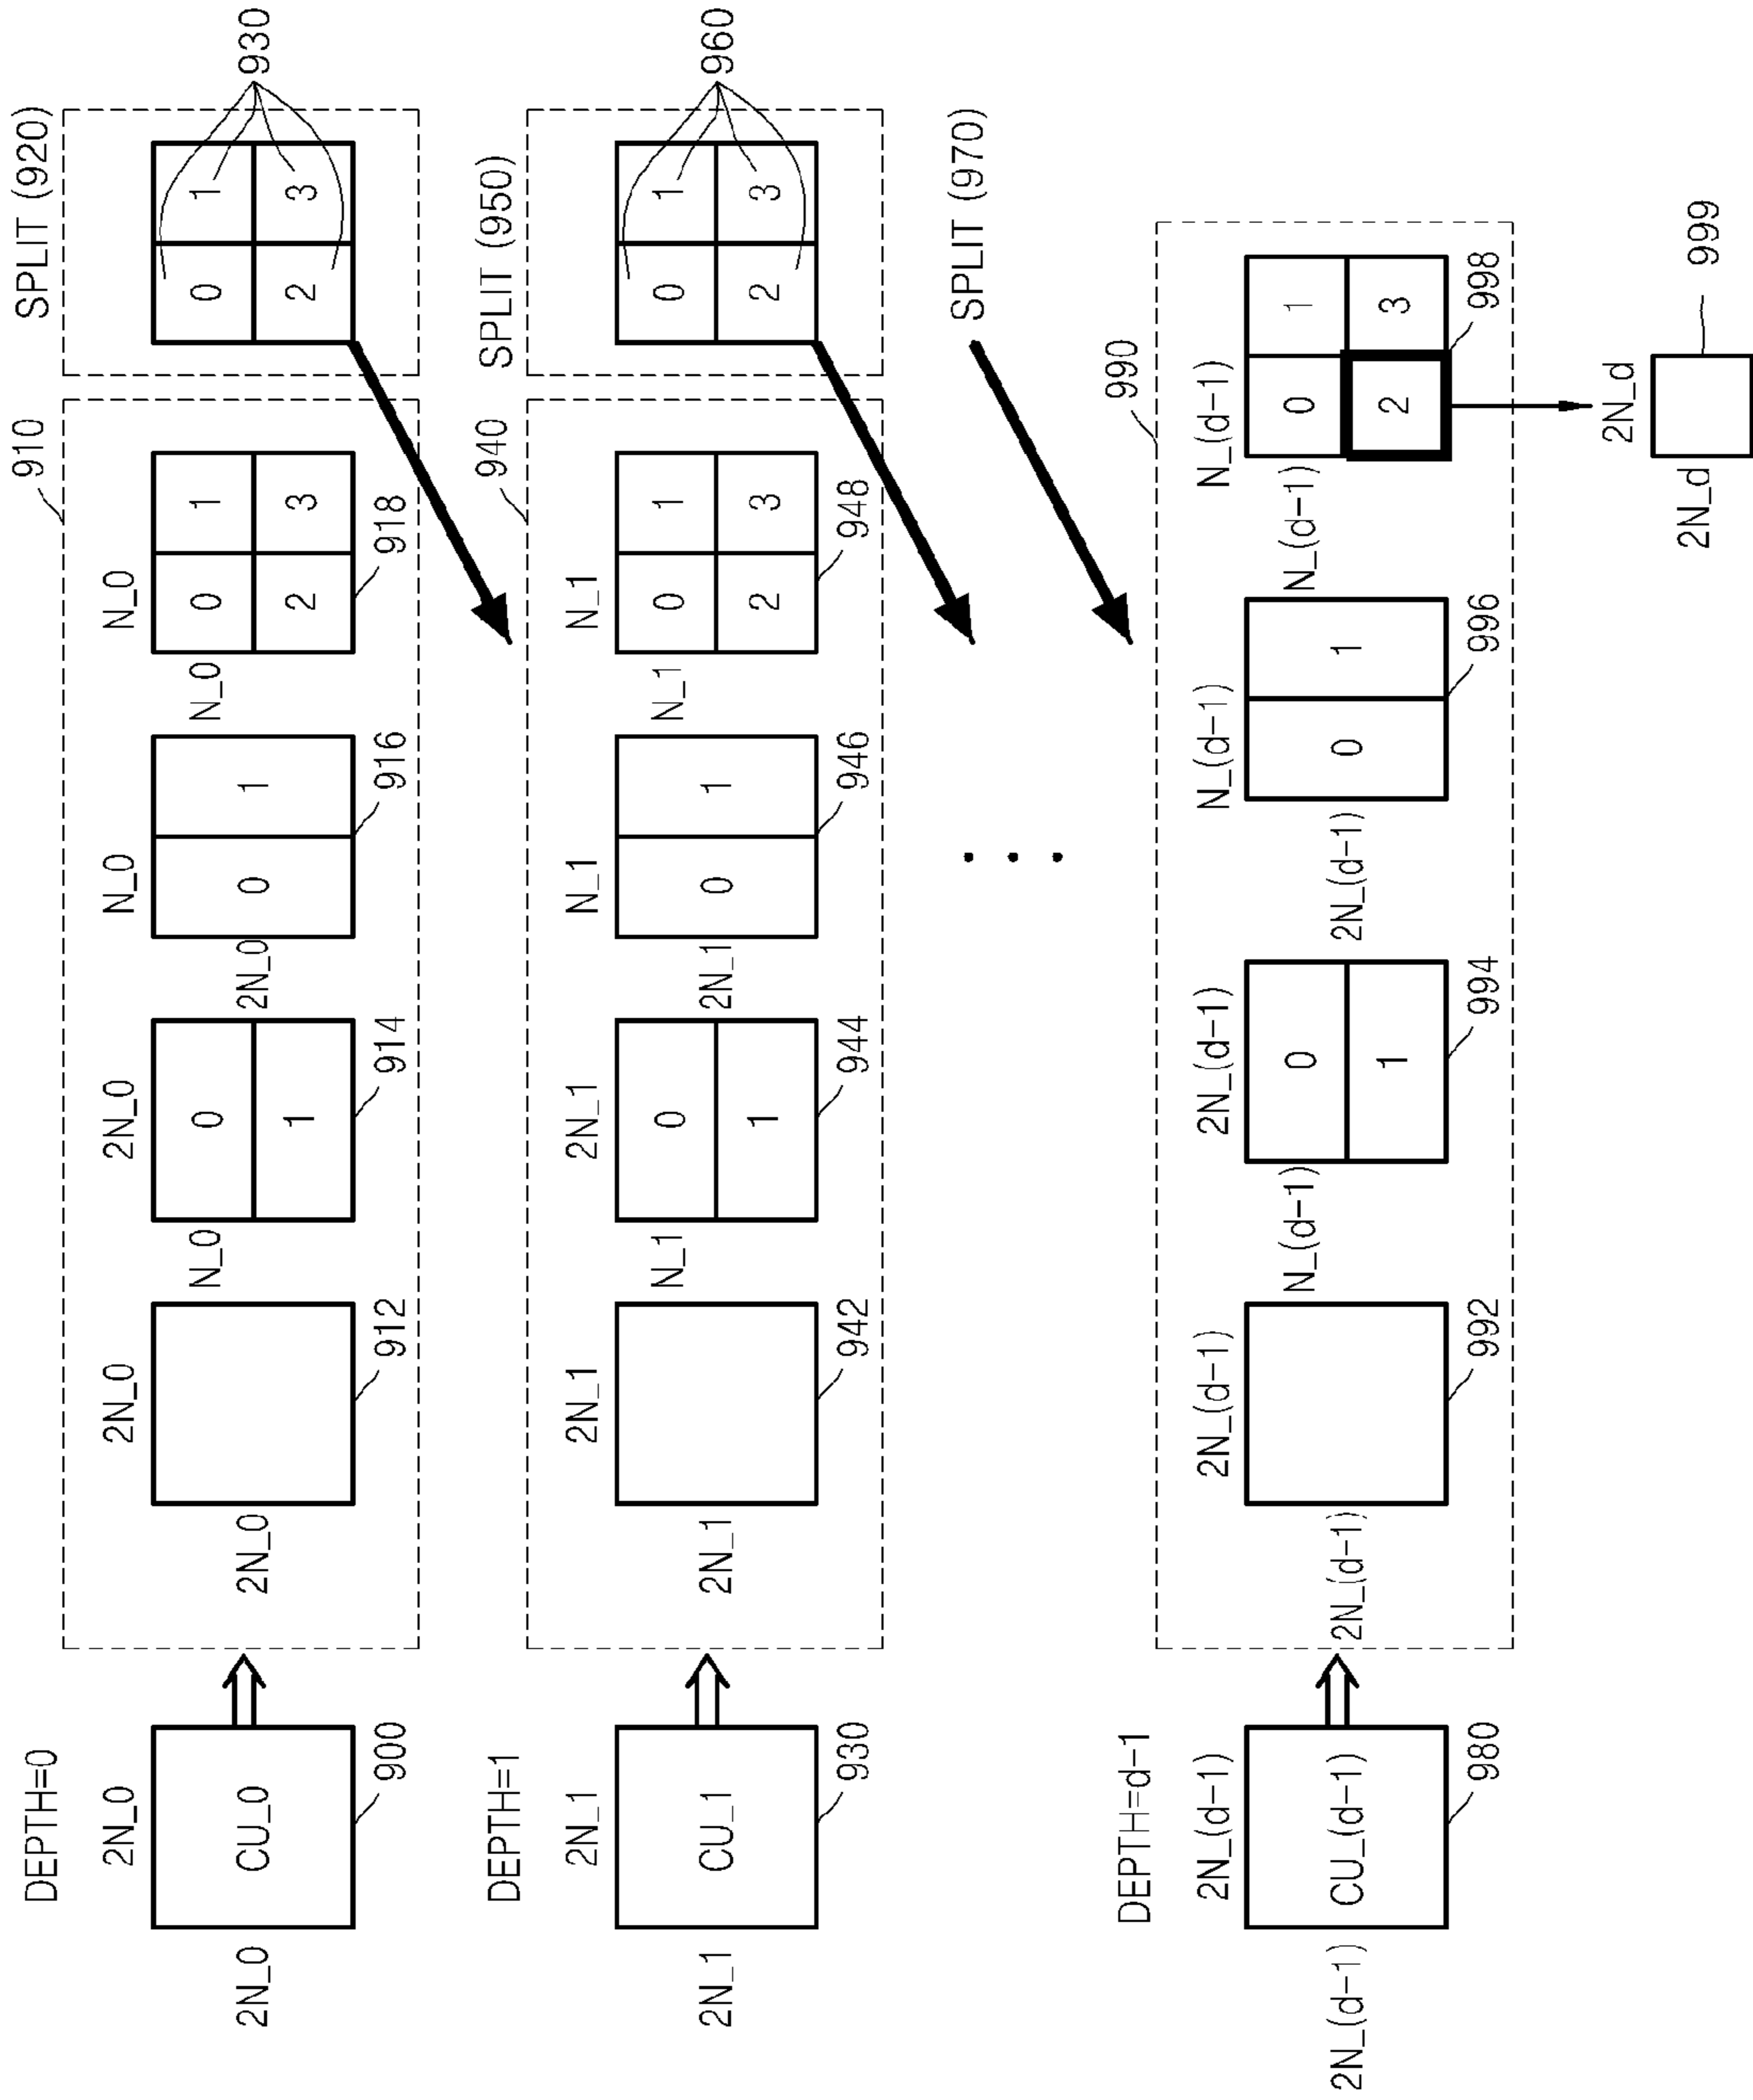 DEPTH=0
2N_0
2N_0
CU_0
900
910
2N_0
2N_0
912
2N_0
N_0
0
1
914
N_0
2N_0
0
1
916
N_0
N_0
0
1
2
3
918
SPLIT (920)
0
1
2
3
930
DEPTH=1
2N_1
2N_1
CU_1
930
940
2N_1
2N_1
942
2N_1
N_1
0
1
944
N_1
2N_1
0
1
946
N_1
N_1
0
1
2
3
948
SPLIT (950)
0
1
2
3
960
SPLIT (970)
DEPTH=d-1
2N_(d-1)
2N_(d-1)
CU_(d-1)
980
990
2N_(d-1)
2N_(d-1)
992
2N_(d-1)
N_(d-1)
0
1
994
N_(d-1)
2N_(d-1)
0
1
996
N_(d-1)
N_(d-1)
0
1
2
3
998
2N_d
2N_d
999